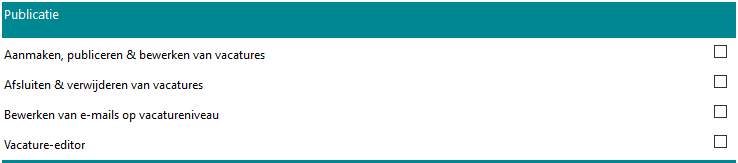 Publicatie
Aanmaken, publiceren & bewerken van vacatures
Afsluiten & verwijderen van vacatures
Bewerken van e-mails op vacatureniveau
Vacature-editor